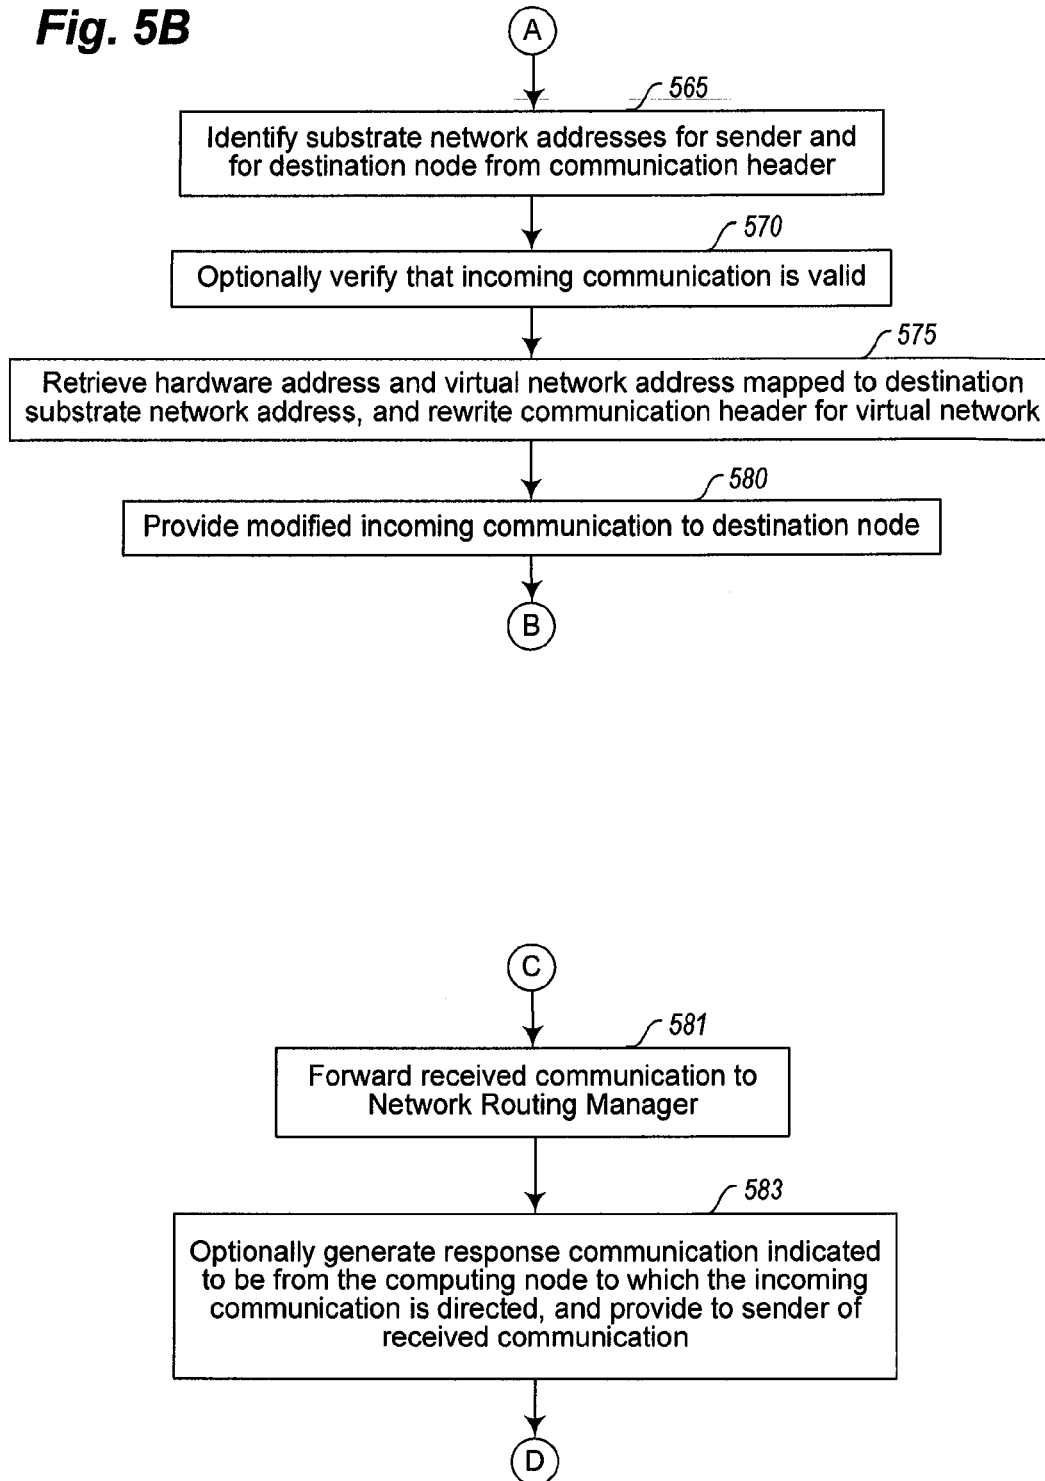 Fig. 5B
A
565
Identify substrate network addresses for sender and
for destination node from communication header
570
Optionally verify that incoming communication is valid
575
Retrieve hardware address and virtual network address mapped to destination
substrate network address, and rewrite communication header for virtual network
580
Provide modified incoming communication to destination node
B
C
581
Forward received communication to
Network Routing Manager
583
Optionally generate response communication indicated
to be from the computing node to which the incoming
communication is directed, and provide to sender of
received communication
D